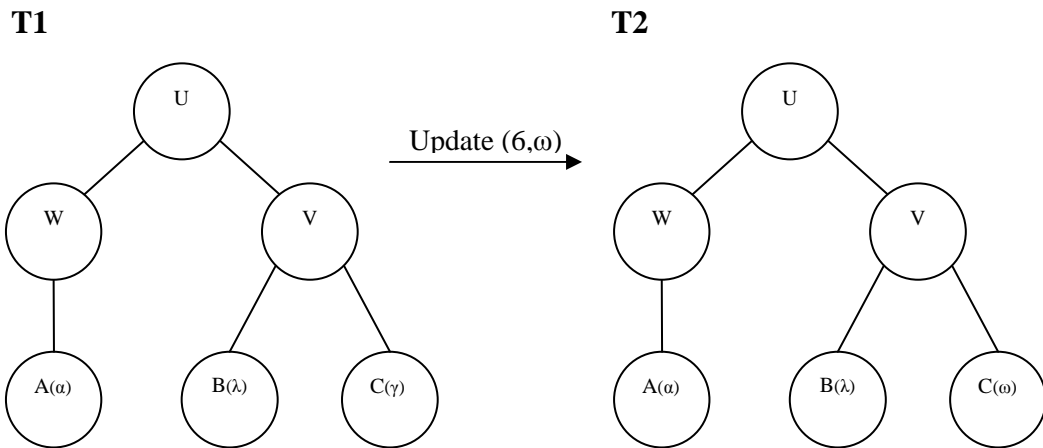 T1
T2
U
Update (6,ω)
U
W
V
W
V
A(α)
B(λ)
C(γ)
A(α)
B(λ)
C(ω)